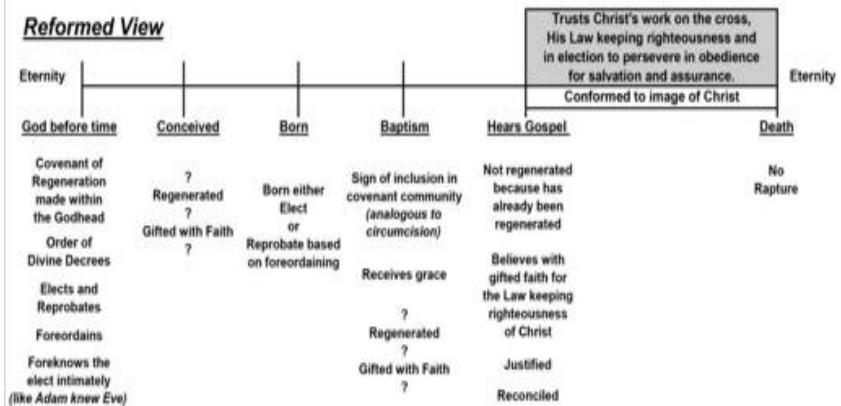 Reformed View
Trusts Christ's work on the cross,
His Law keeping righteousness and
in election to persevere in obedience
for salvation and assurance.
Conformed to image of Christ
Eternity
Eternity
God before time
Covenant of
Regeneration
made within
the Godhead
Order of
Divine Decrees
Elects and
Reprobates
Foreordains
Foreknows the
elect intimately
(like Adam knew Eve)
Conceived
?
Regenerated
?
Gifted with Faith
?
Born
Born either
Elect
or
Reprobate based
on foreordaining
Baptism
Sign of inclusion in
covenant community
(analogous to
circumcision)
Receives grace
?
Regenerated
?
Gifted with Faith
?
Hears Gospel
Not regenerated
because has
already been
regenerated
Believes with
gifted faith for
the Law keeping
righteousness
of Christ
Justified
Reconciled
Death
No
Rapture